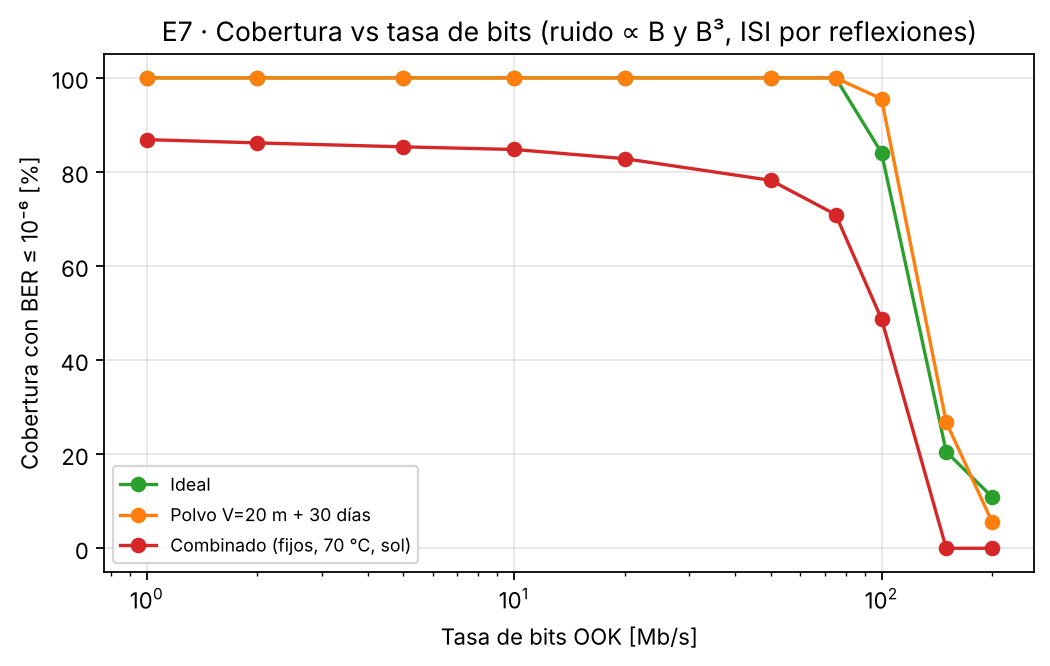 E7 · Cobertura vs tasa de bits (ruido ∝ B y B³, ISI por reflexiones)
Cobertura con BER ≤ 10⁻⁶ [%]
100
80
60
40
20
0
Ideal
Polvo V=20 m + 30 días
Combinado (fijos, 70 °C, sol)
10⁰
10¹
10²
Tasa de bits OOK [Mb/s]